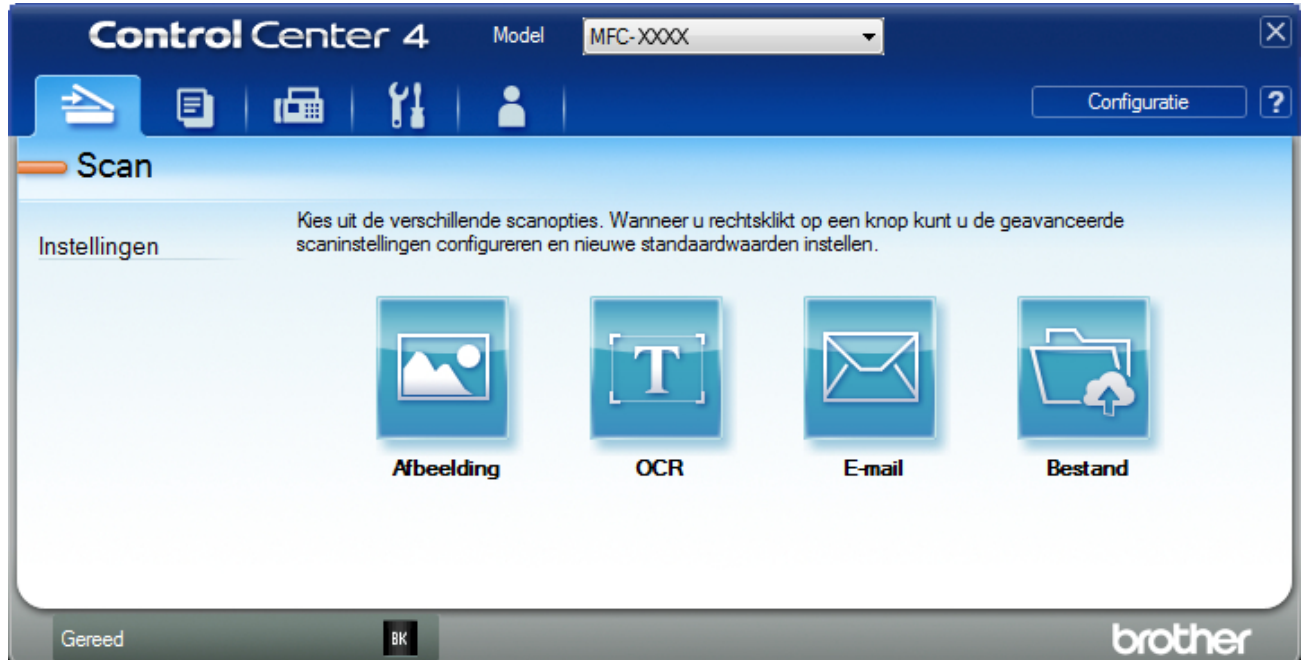 ControlCenter 4
Model
MFC-XXXX
Configuratie
?
Scan
Instellingen
Kies uit de verschillende scanopties. Wanneer u rechtsklikt op een knop kunt u de geavanceerde
scaninstellingen configureren en nieuwe standaardwaarden instellen.
T
Afbeelding
OCR
E-mail
Bestand
Gereed
BK
brother